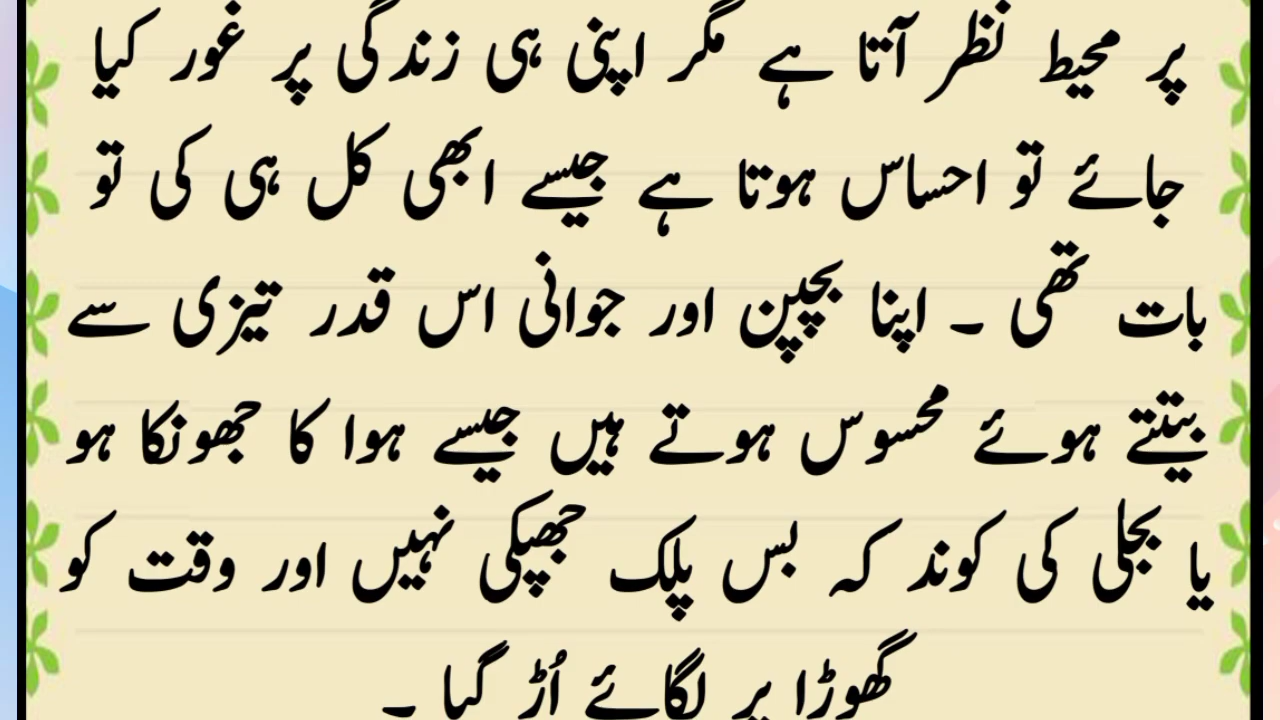 پر محیط نظر آتا ہے مگر اپنی ہی زندگی پر غور کیا
جائے تو احساس ہوتا ہے جیسے ابھی کل ہی کی تو
بات تھی ۔ اپنا بچپن اور جوانی اس قدر تیزی سے
بیتتے ہوئے محسوس ہوتے ہیں جیسے ہوا کا جھونکا ہو
یا بجلی کی کوند کہ بس پلک جھپکی نہیں اور وقت کو
گھوڑا پر لگائے اُڑ گیا ۔